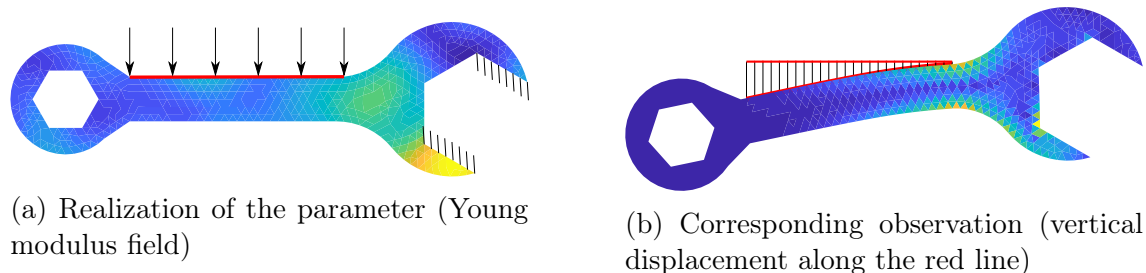 (a) Realization of the parameter (Young
modulus field)
(b) Corresponding observation (vertical
displacement along the red line)